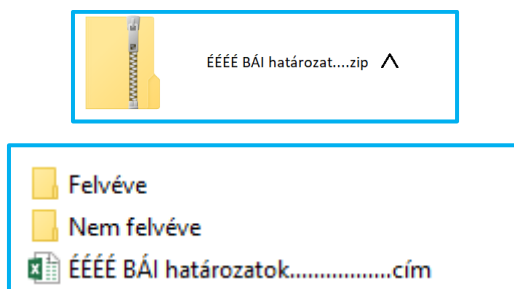 ÉÉÉÉ BÁI határozat....zip
Felvéve
Nem felvéve
ÉÉÉÉ BÁI határozatok.................cím